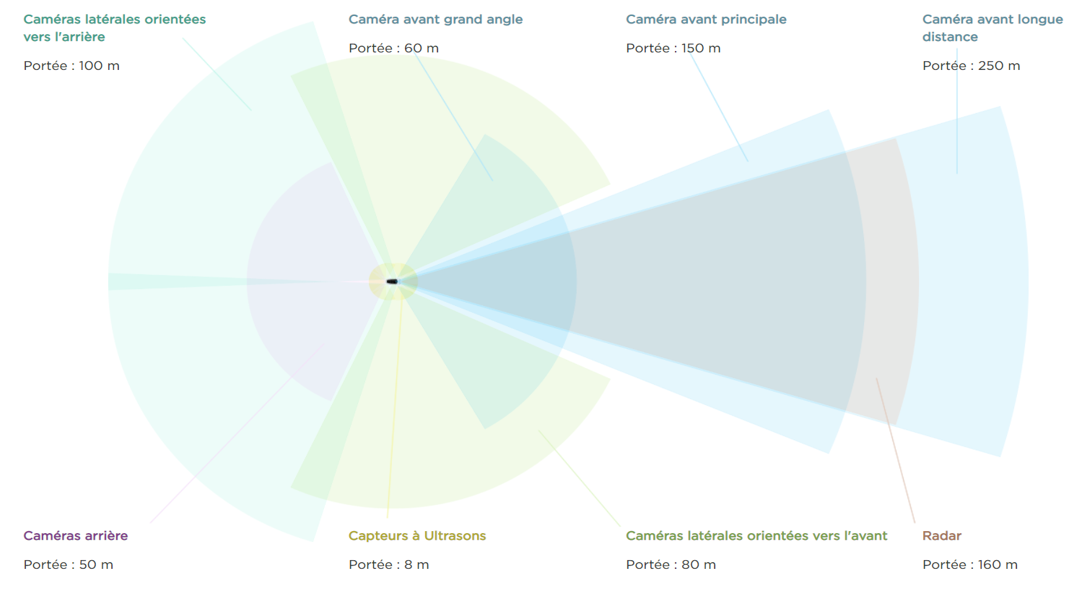 Caméras latérales orientées
vers l'arrière
Portée : 100 m
Caméra avant grand angle
Portée : 60 m
Caméra avant principale
Portée : 150 m
Caméra avant longue
distance
Portée : 250 m
Caméras arrière
Portée : 50 m
Capteurs à Ultrasons
Portée : 8 m
Caméras latérales orientées vers l'avant
Portée : 80 m
Radar
Portée : 160 m